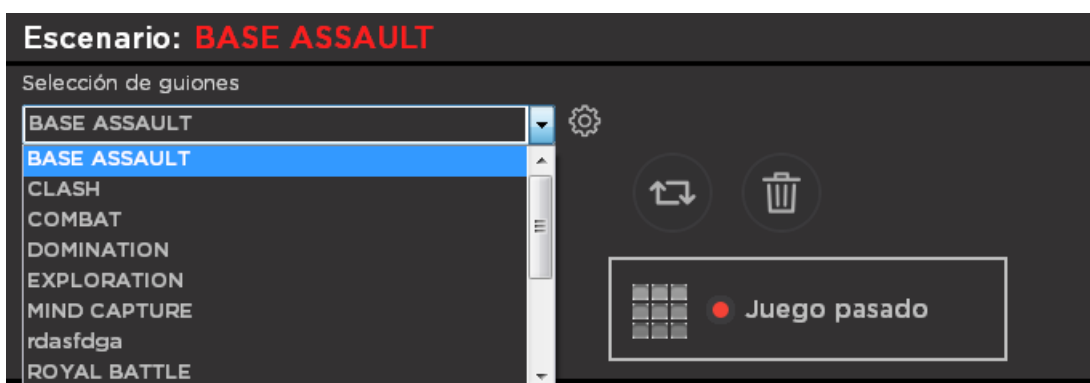 Escenario: BASE ASSAULT
Selección de guiones
BASE ASSAULT
BASE ASSAULT
CLASH
COMBAT
DOMINATION
EXPLORATION
MIND CAPTURE
rdasfdga
ROYAL BATTLE
Juego pasado